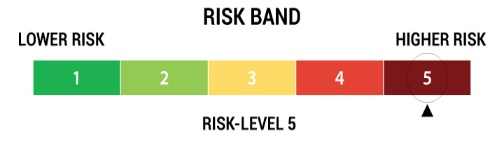 RISK BAND
LOWER RISK HIGHER RISK
1 2 3 4 5
RISK-LEVEL 5